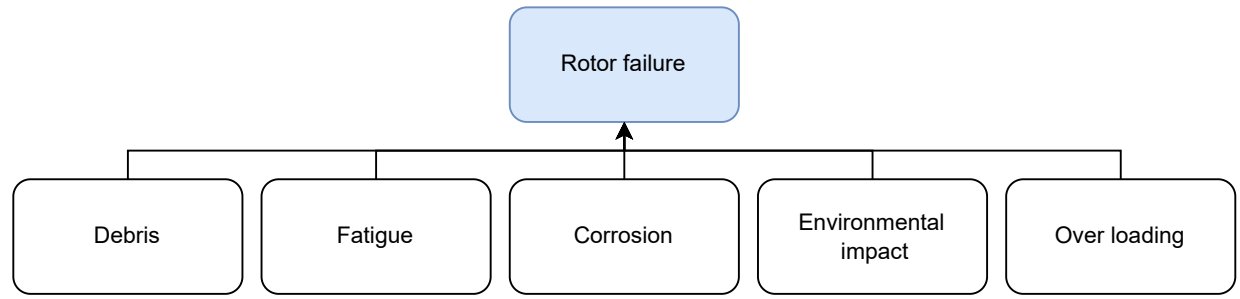 Rotor failure
Debris
Fatigue
Corrosion
Environmental
impact
Over loading